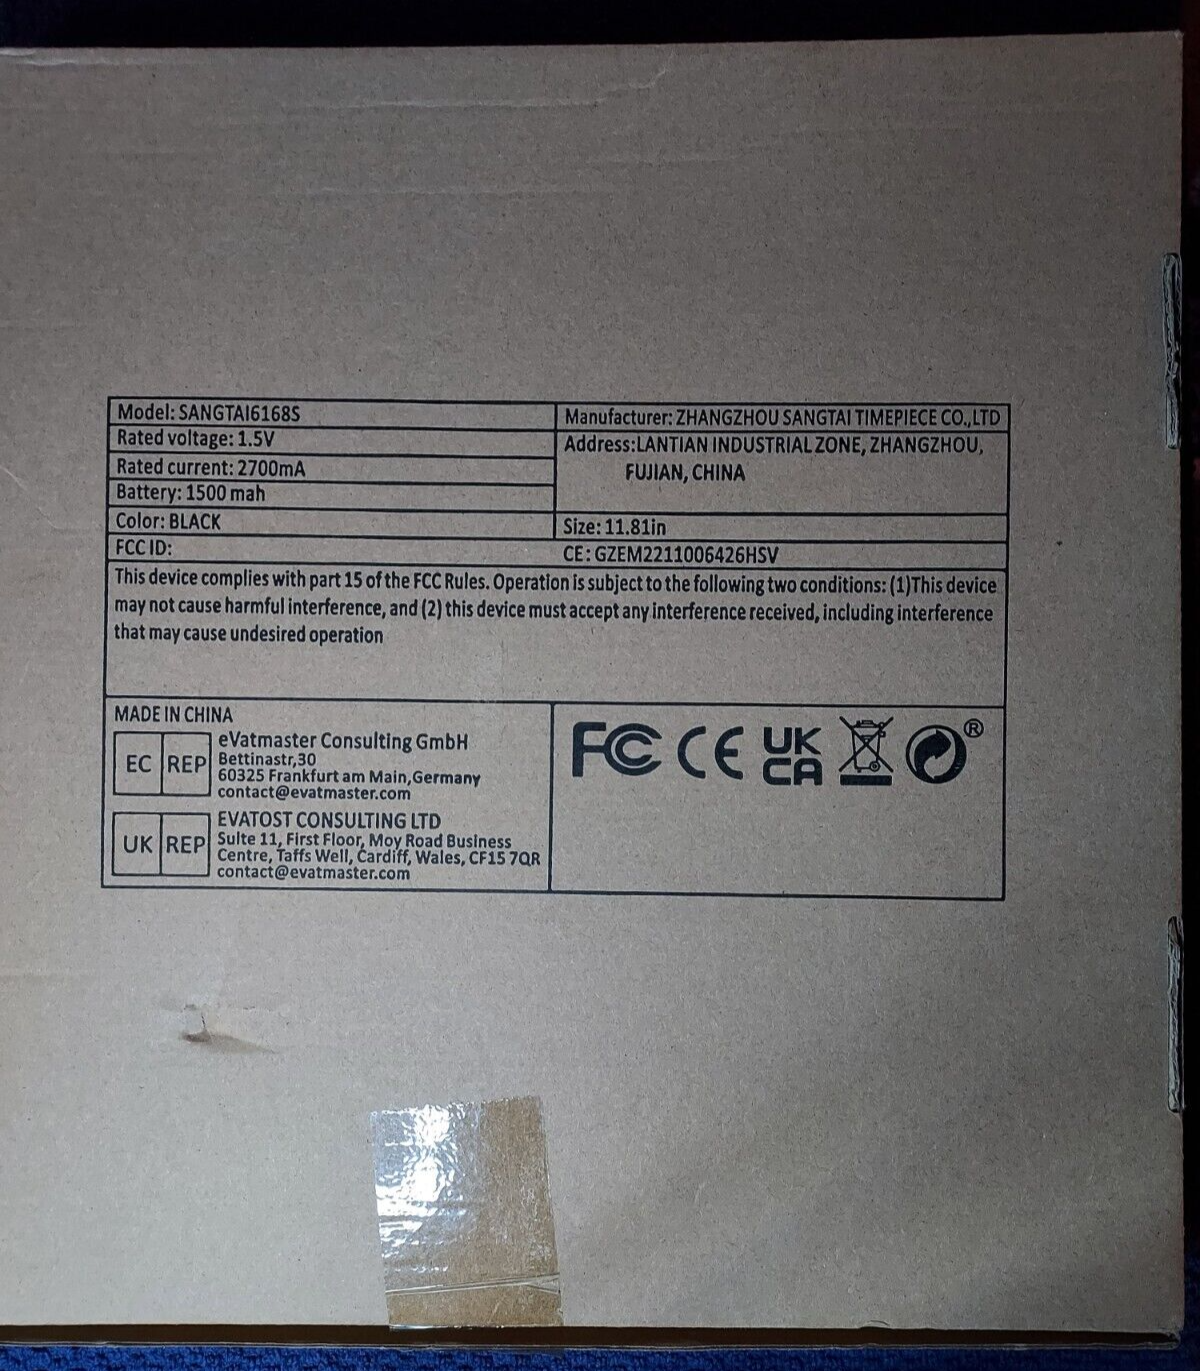 Model: SANGTAI6168S
Manufacturer: ZHANGZHOU SANGTAI TIMEPIECE CO.,LTD
Rated voltage: 1.5V
Address:LANTIAN INDUSTRIAL ZONE, ZHANGZHOU,
FUJIAN, CHINA
Rated current: 2700mA
Battery: 1500 mah
Color: BLACK
Size: 11.81in
FCC ID:
CE: GZEM2211006426HSV
This device complies with part 15 of the FCC Rules. Operation is subject to the following two conditions: (1)This device
may not cause harmful interference, and (2) this device must accept any interference received, including interference
that may cause undesired operation
MADE IN CHINA
EC REP
eVatmaster Consulting GmbH
Bettinastr,30
60325 Frankfurt am Main,Germany
contact@evatmaster.com
UK REP
EVATOST CONSULTING LTD
Sulte 11, First Floor, Moy Road Business
Centre, Taffs Well, Cardiff, Wales, CF15 7QR
contact@evatmaster.com
FC CE UK
CA
®